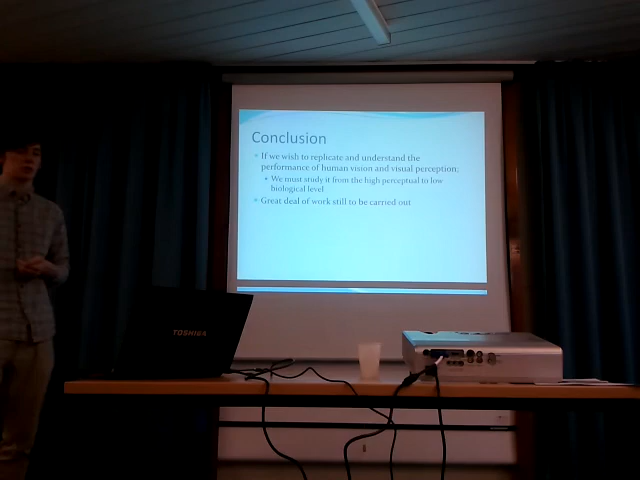 Conclusion
If we wish to replicate and understand the
performance of human vision and visual perception;
We must study it from the high perceptual to low
biological level
Great deal of work still to be carried out
TOSHIBA